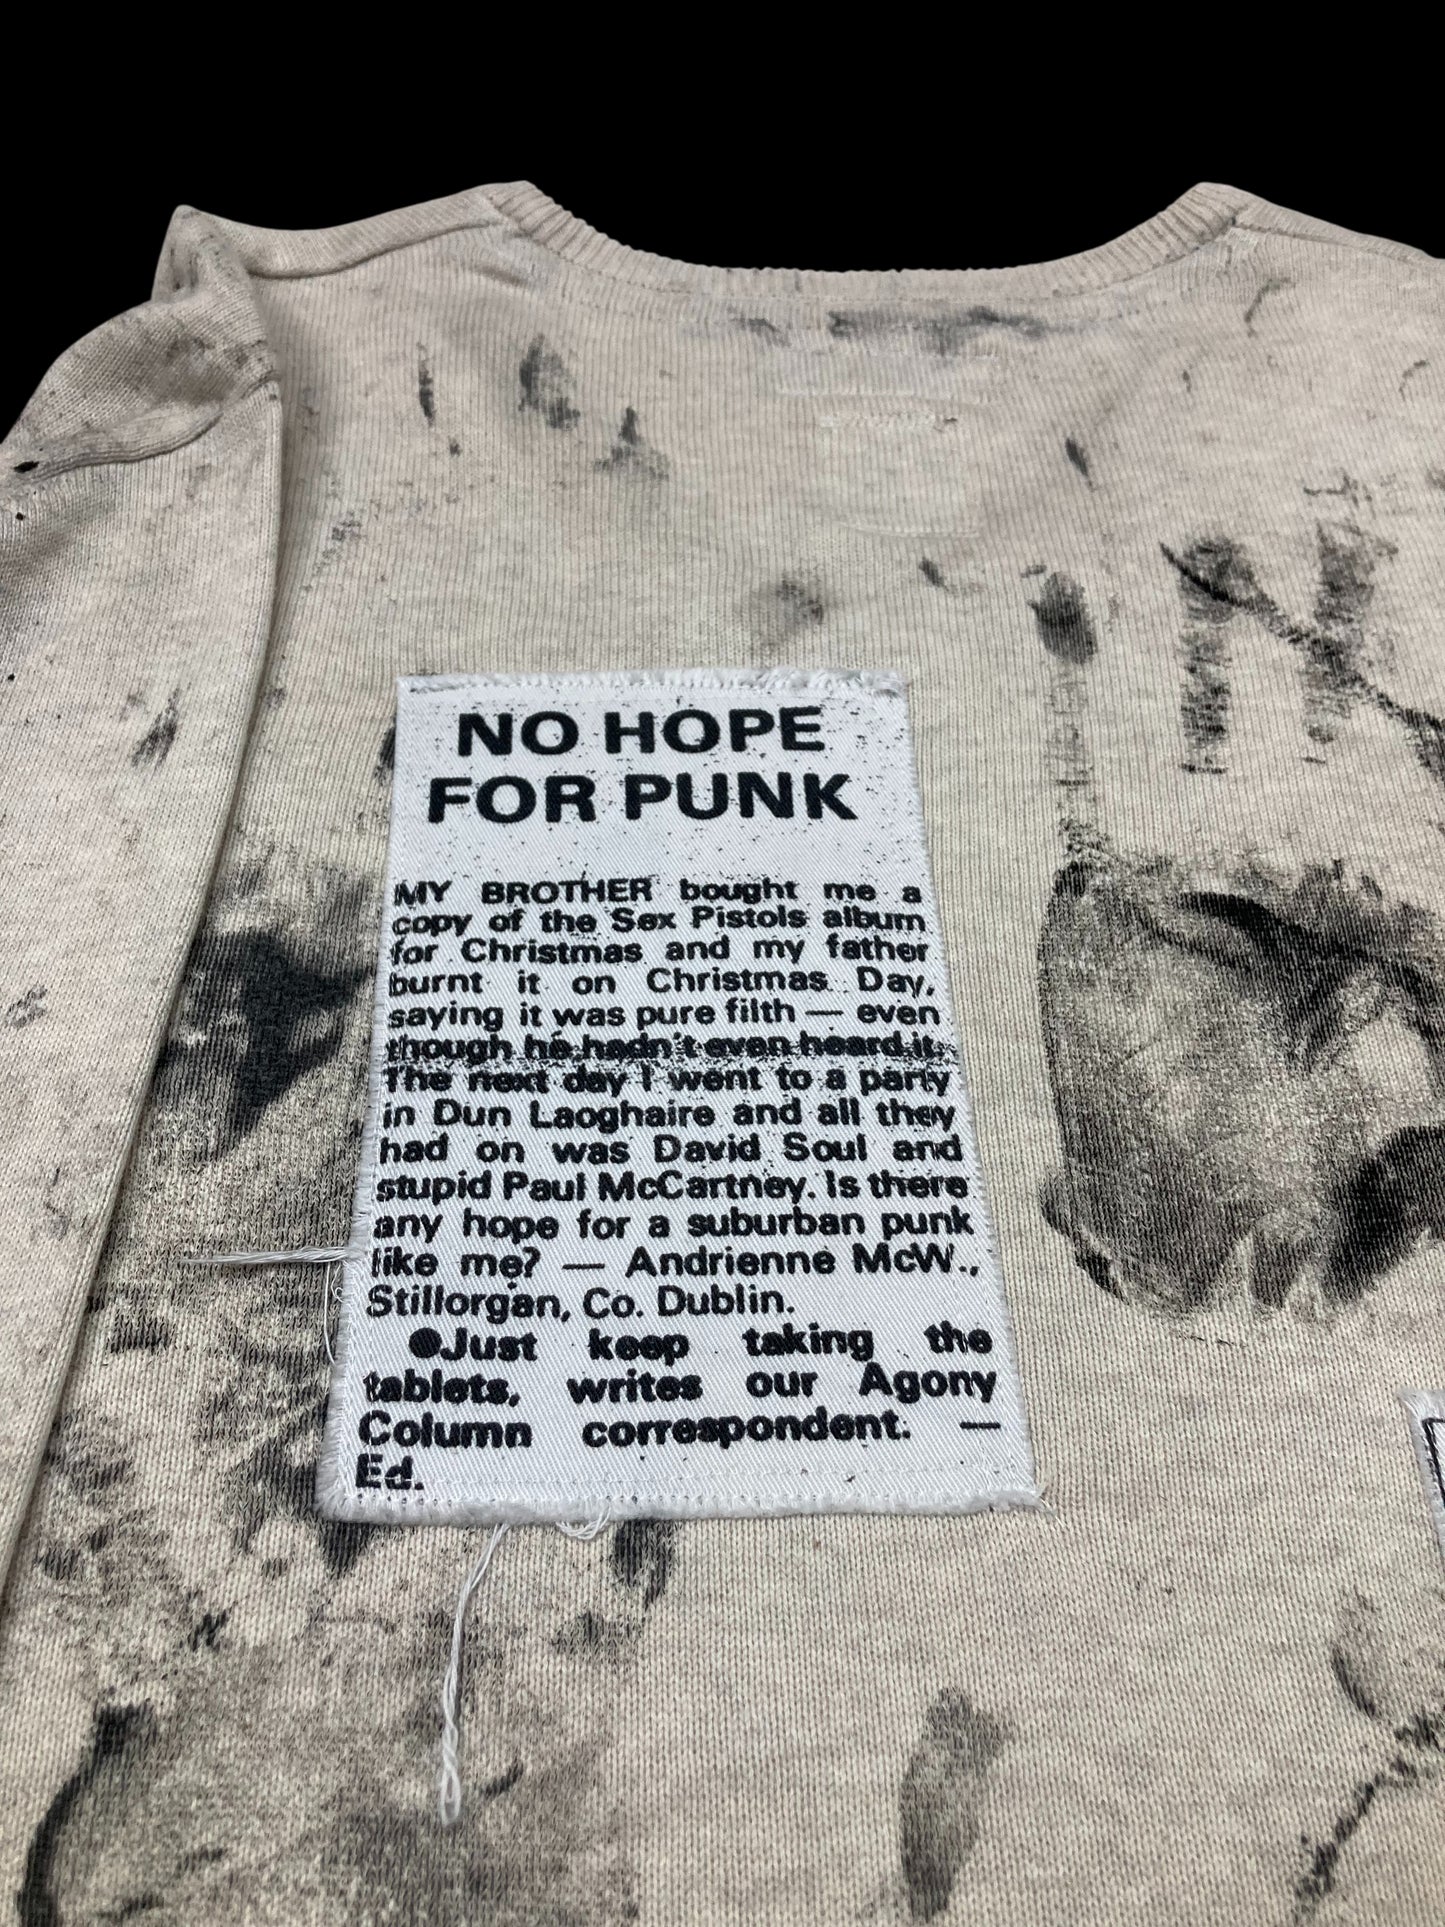 NO HOPE
FOR PUNK
MY BROTHER bought me a
copy of the Sex Pistols album
for Christmas and my father
burnt it on Christmas Day,
saying it was pure filth — even
though he hadn't even heard it.
The next day I went to a party
in Dun Laoghaire and all they
had on was David Soul and
stupid Paul McCartney. Is there
any hope for a suburban punk
like me? — Andrienne McW.,
Stillorgan, Co. Dublin.
●Just keep taking the
tablets, writes our Agony
Column correspondent. —
Ed.